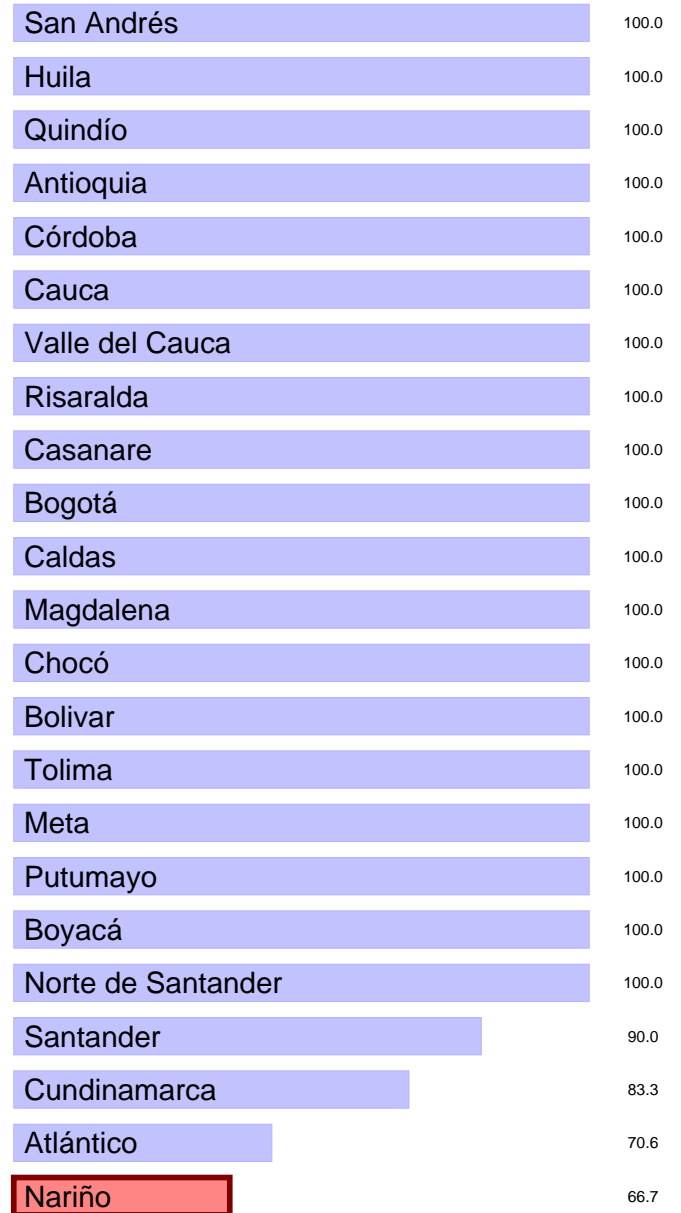 San Andrés 100.0
Huila 100.0
Quindío 100.0
Antioquia 100.0
Córdoba 100.0
Cauca 100.0
Valle del Cauca 100.0
Risaralda 100.0
Casanare 100.0
Bogotá 100.0
Caldas 100.0
Magdalena 100.0
Chocó 100.0
Bolivar 100.0
Tolima 100.0
Meta 100.0
Putumayo 100.0
Boyacá 100.0
Norte de Santander 100.0
Santander 90.0
Cundinamarca 83.3
Atlántico 70.6
Nariño 66.7